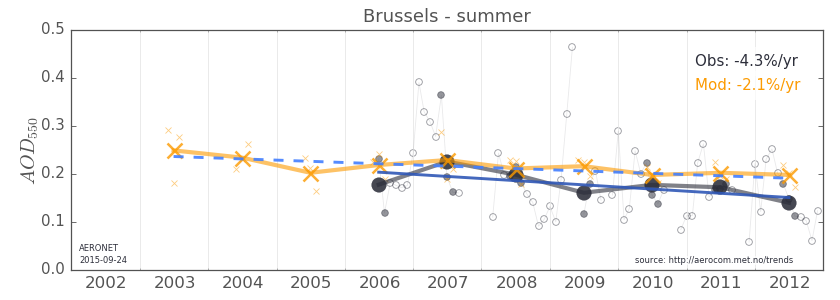 Brussels - summer
0.5
0.4
0.3
0.2
0.1
0.0
AOD550
Obs: -4.3%/yr
Mod: -2.1%/yr
AERONET
2015-09-24
source: http://aerocom.met.no/trends
2002 2003 2004 2005 2006 2007 2008 2009 2010 2011 2012